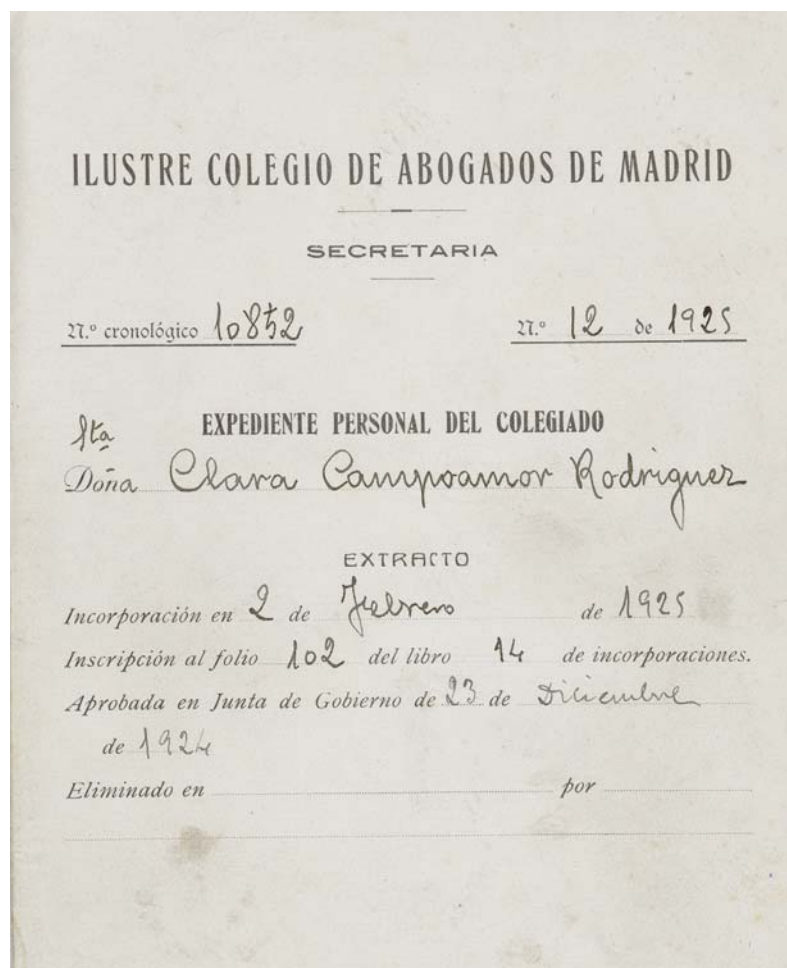 ILUSTRE COLEGIO DE ABOGADOS DE MADRID
SECRETARIA
N.º cronológico 10852 N.º 12 de 1925
Sta
EXPEDIENTE PERSONAL DEL COLEGIADO
Doña Clara Campoamor Rodriguez
EXTRACTO
Incorporación en 2 de Febrero de 1925
Inscripción al folio 102 del libro 14 de incorporaciones.
Aprobada en Junta de Gobierno de 23 de Diciembre
de 1924
Eliminado en por